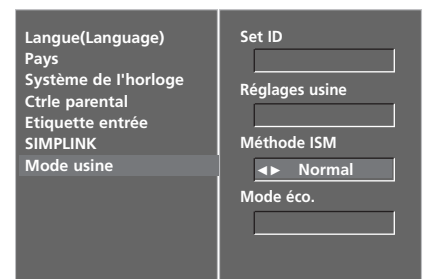 Langue(Language)
Pays
Système de l'horloge
Ctrle parental
Etiquette entrée
SIMPLINK
Mode usine
Set ID
Réglages usine
Méthode ISM
◄► Normal
Mode éco.